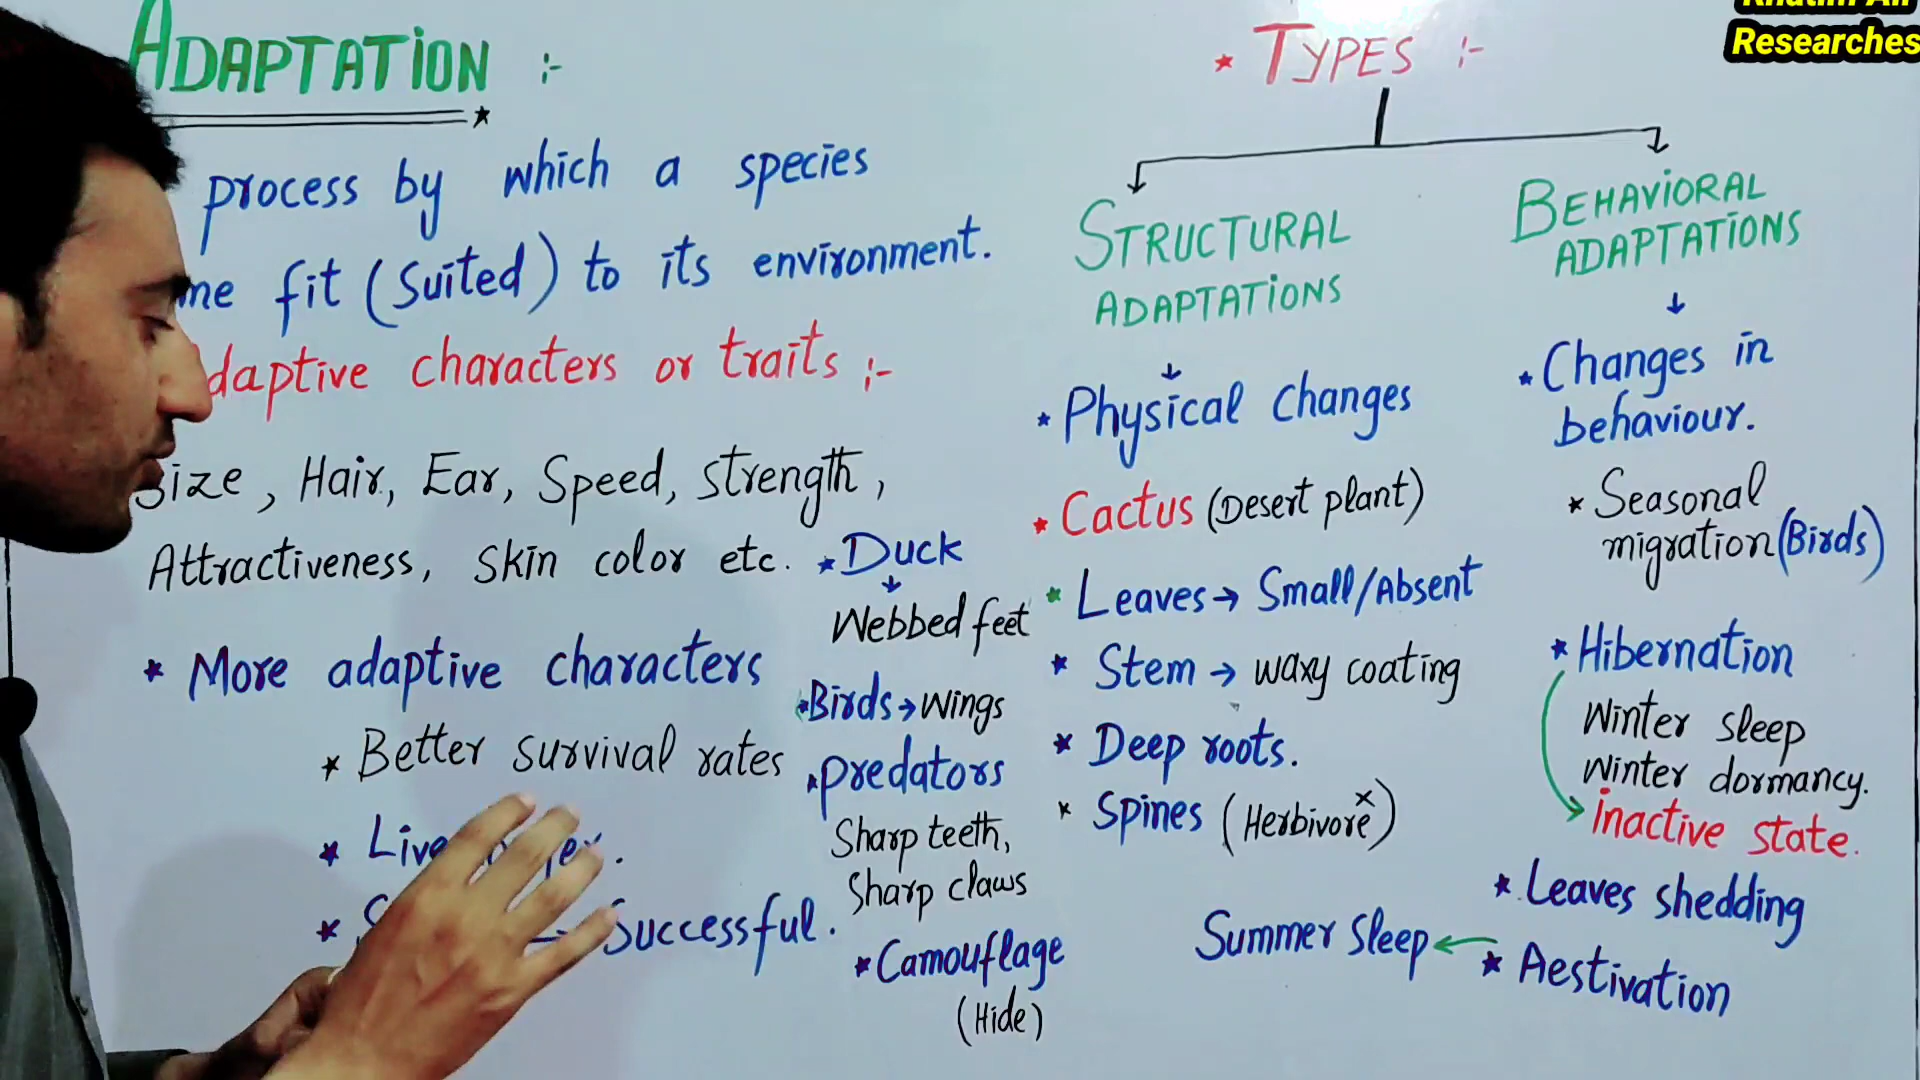 ADAPTATION :-
process by which a species
me fit (Suited) to its environment.
daptive characters or traits :-
Size, Hair, Ear, Speed, Strength,
Attractiveness, Skin color etc.
* More adaptive characters
* Better survival rates
* Live
* Successful.
* Duck
Webbed feet
* Birds → Wings
* Predators
Sharp teeth,
Sharp claws
* Camouflage
(Hide)
* TYPES :-
STRUCTURAL
ADAPTATIONS
* Physical Changes
* Cactus (Desert plant)
* Leaves → Small/Absent
* Stem → waxy coating
* Deep roots.
* Spines (Herbivore x)
BEHAVIORAL
ADAPTATIONS
* Changes in
behaviour.
* Seasonal
migration (Birds)
* Hibernation
Winter sleep
Winter dormancy.
Inactive state.
* Leaves shedding
Summer Sleep ← * Aestivation
Researches